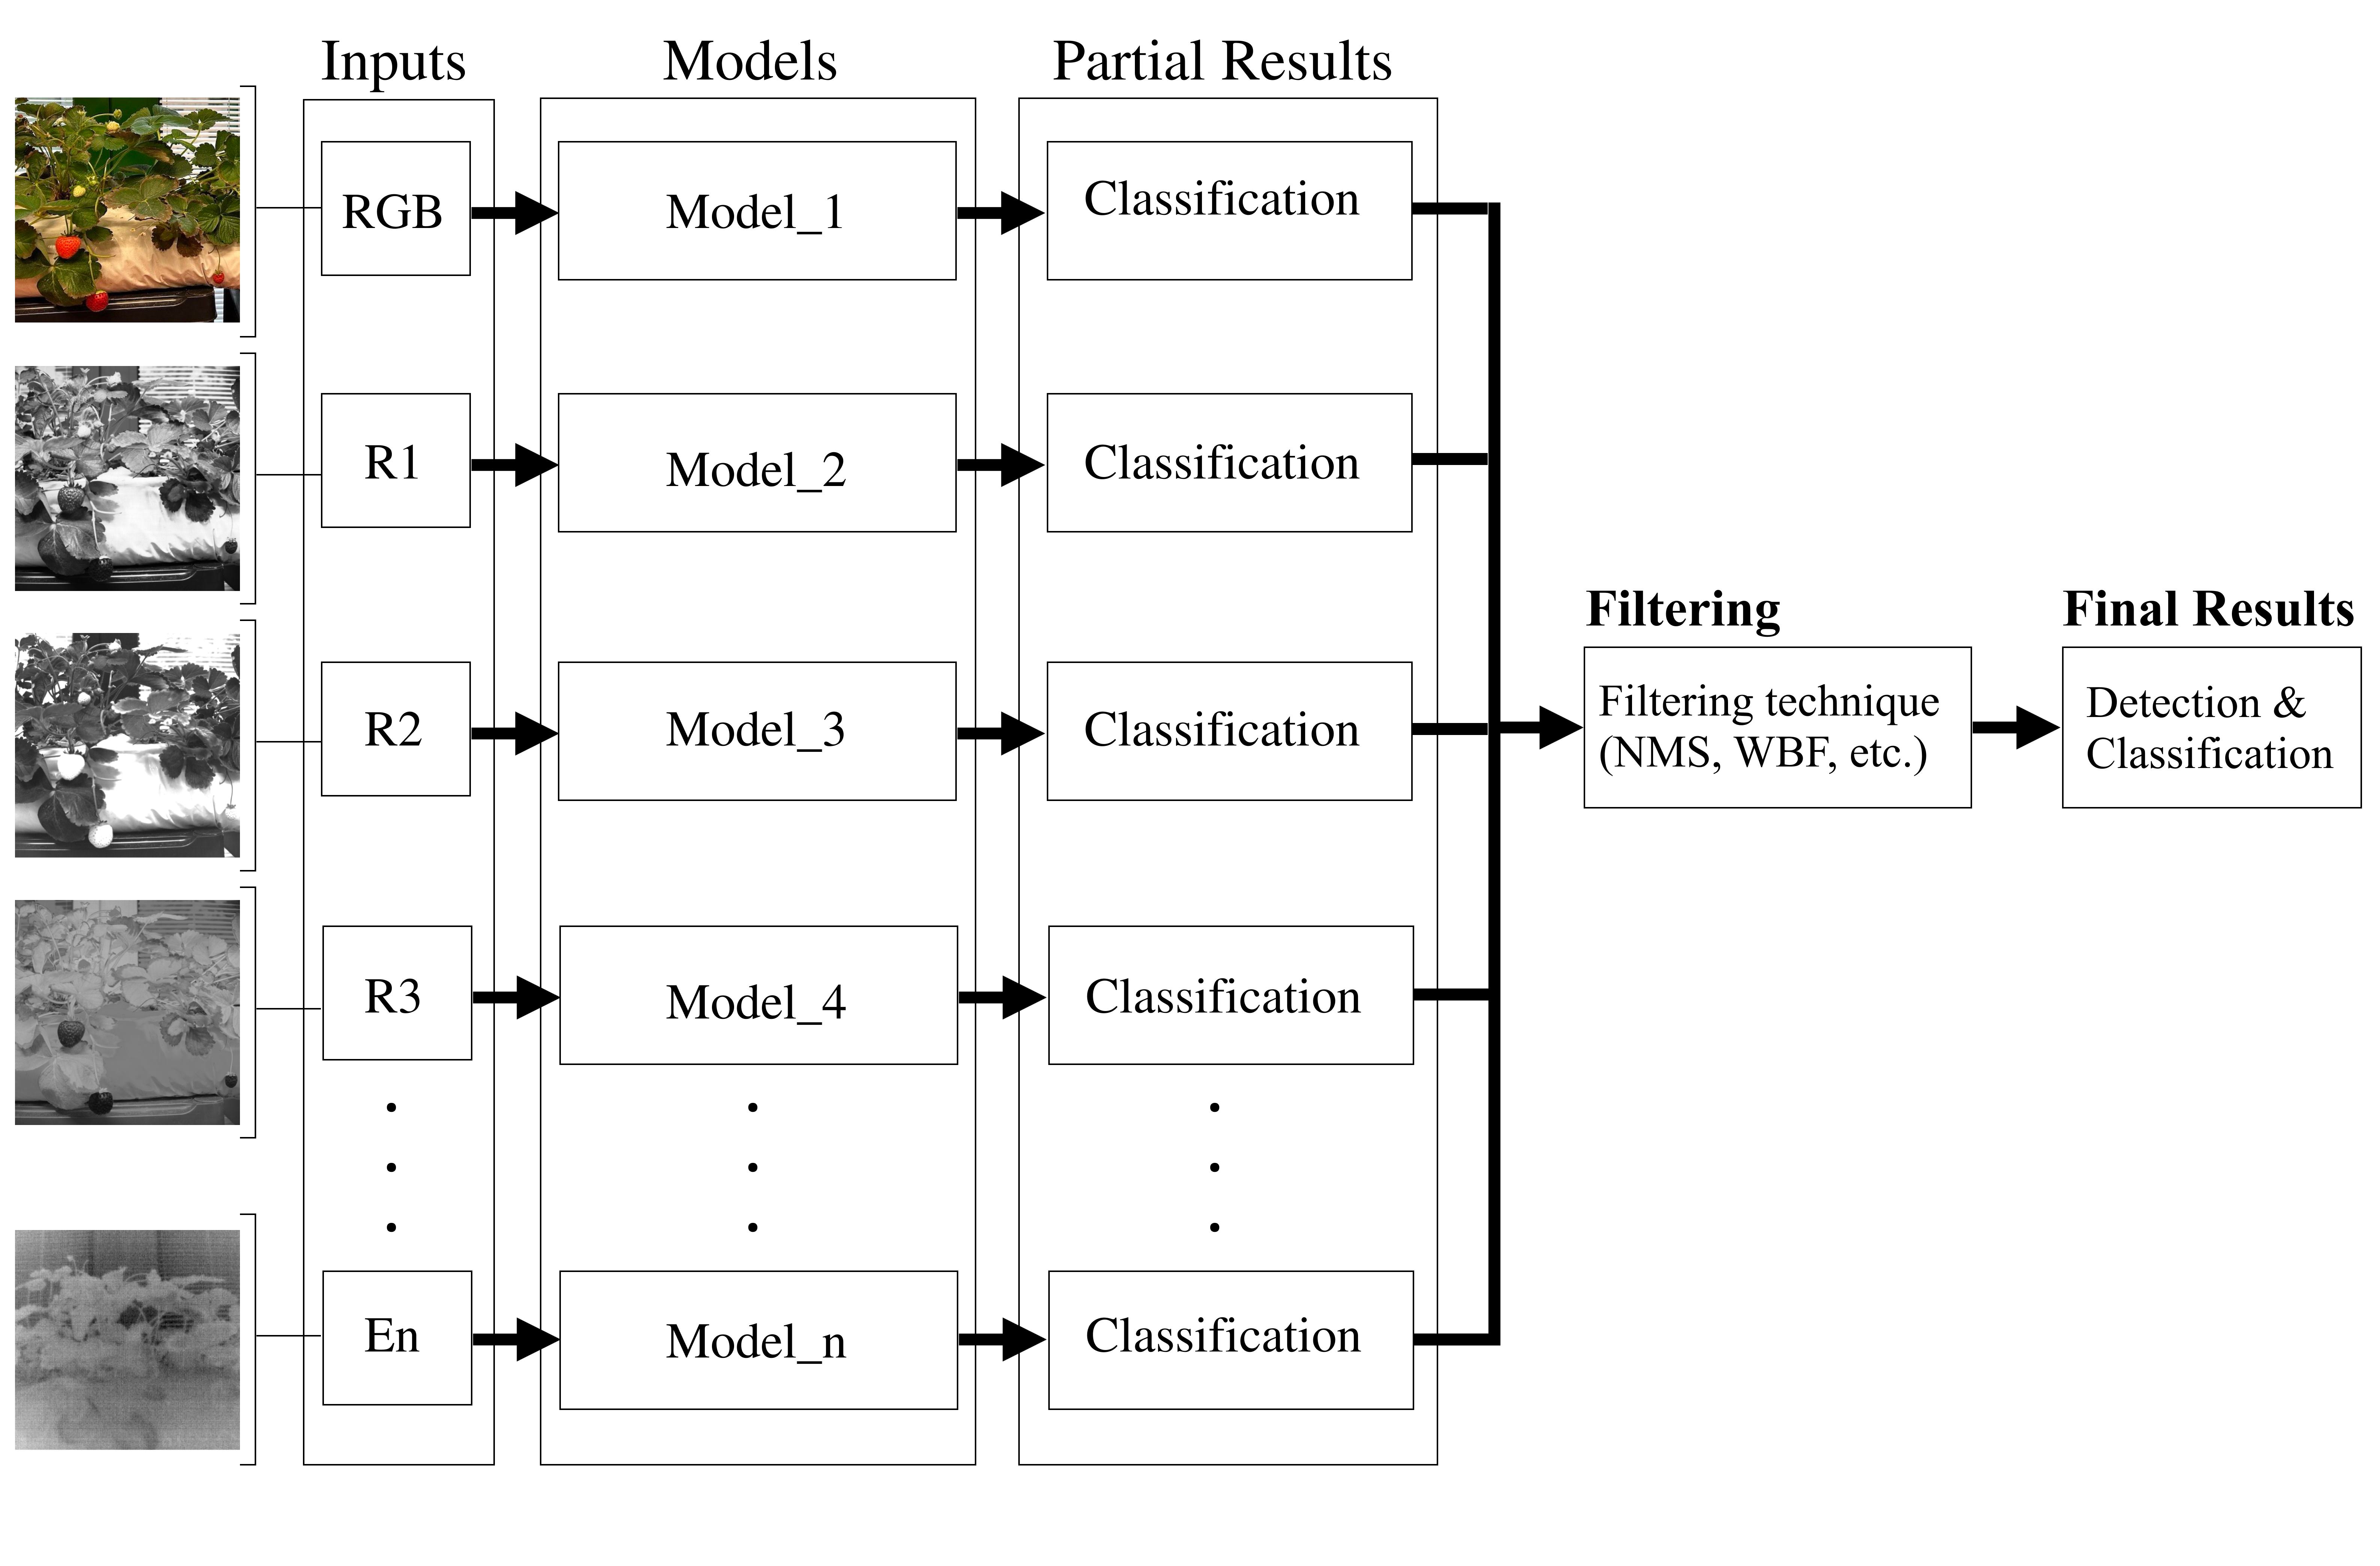 Inputs
Models
Partial Results
RGB
Model_1
Classification
R1
Model_2
Classification
R2
Model_3
Classification
R3
Model_4
Classification
En
Model_n
Classification
Filtering
Filtering technique
(NMS, WBF, etc.)
Final Results
Detection &
Classification